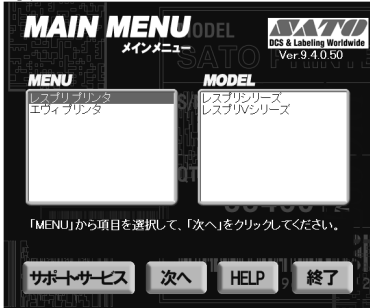 MAIN MENU
メインメニュー
SATO
DCS & Labeling Worldwide
Ver.9.4.0.50
MENU
MODEL
レスプリ プリンタ
エヴィ プリンタ
レスプリシリーズ
レスプリVシリーズ
「MENU」から項目を選択して、「次へ」をクリックしてください。
サポート・サービス
次へ
HELP
終了